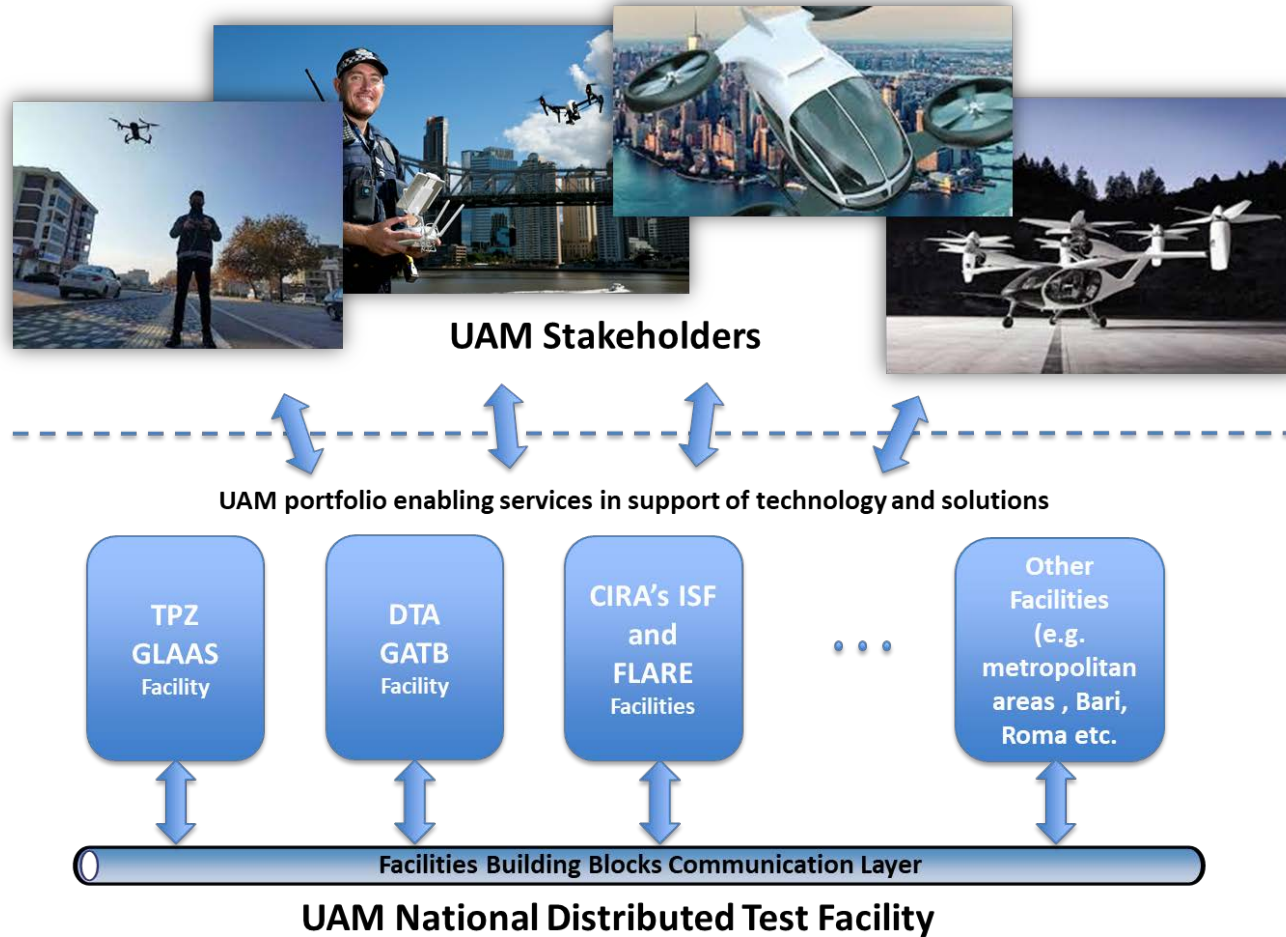 UAM Stakeholders
UAM portfolio enabling services in support of technology and solutions
TPZ
GLAAS
Facility
DTA
GATB
Facility
CIRA’s ISF
and
FLARE
Facilities
Other
Facilities
(e.g.
metropolitan
areas , Bari,
Roma etc.
Facilities Building Blocks Communication Layer
UAM National Distributed Test Facility